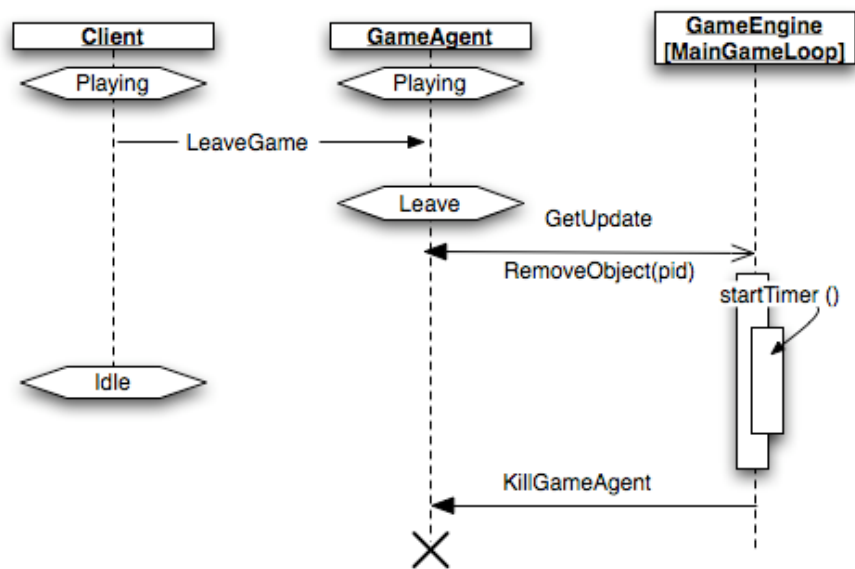 Client
GameAgent
GameEngine
[MainGameLoop]
Playing
Playing
LeaveGame
Leave
GetUpdate
RemoveObject(pid)
startTimer ()
Idle
KillGameAgent